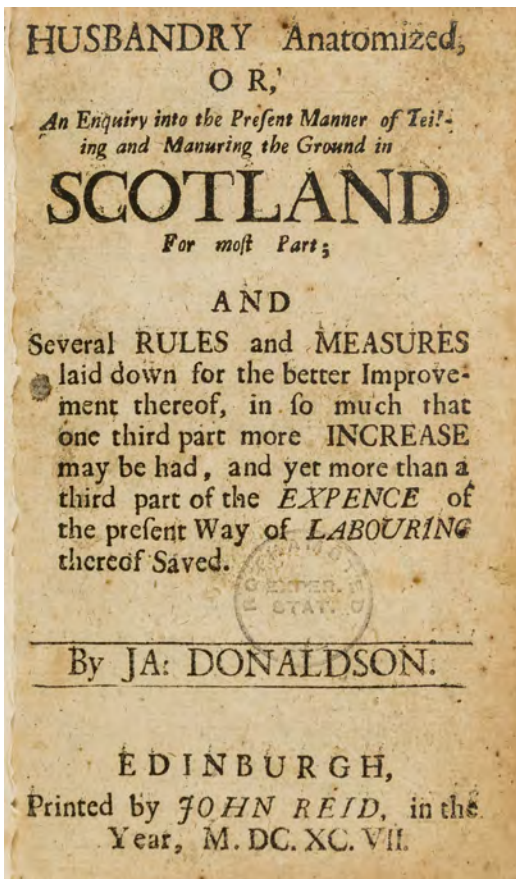 HUSBANDRY Anatomized,
OR,
An Enquiry into the Preſent Manner of Teil-
ing and Manuring the Ground in
SCOTLAND
For moſt Part;
AND
Several RULES and MEASURES
laid down for the better Improve-
ment thereof, in ſo much that
one third part more INCREASE
may be had, and yet more than a
third part of the EXPENCE of
the preſent Way of LABOURING
thereof Saved.
EXPER.
STAT.
By JA: DONALDSON.
EDINBURGH,
Printed by JOHN REID, in the
Year, M. DC. XC. VII.